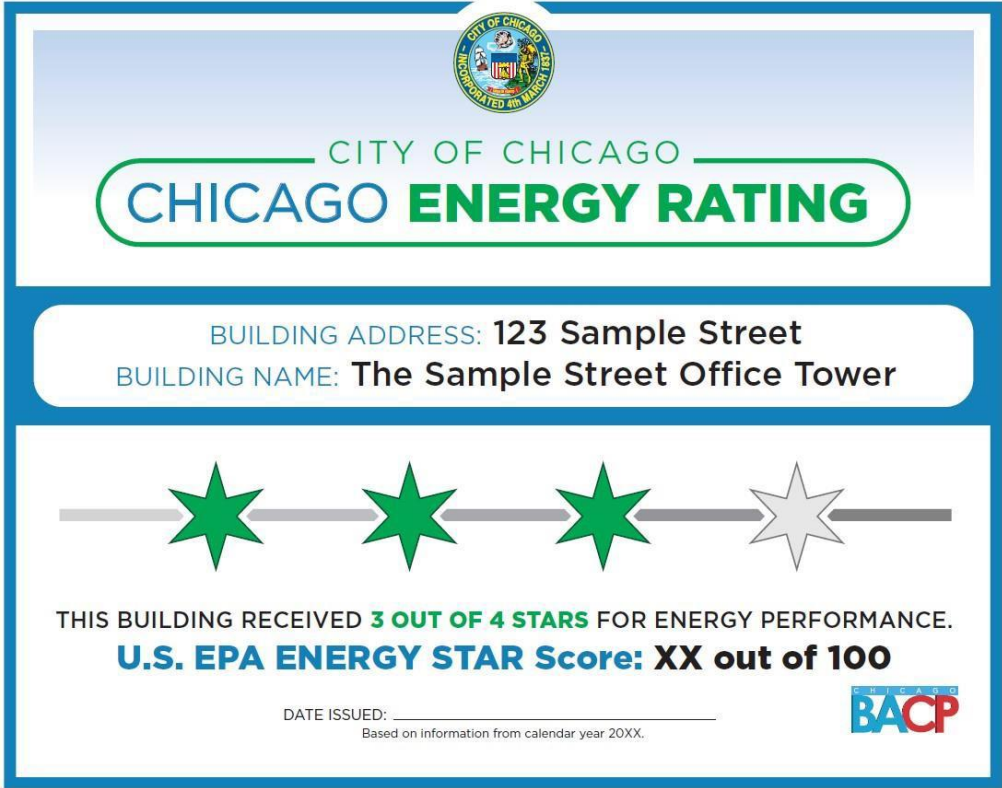 CITY OF CHICAGO
INCORPORATED 4th MARCH 1837
CITY OF CHICAGO
CHICAGO ENERGY RATING
BUILDING ADDRESS: 123 Sample Street
BUILDING NAME: The Sample Street Office Tower
THIS BUILDING RECEIVED 3 OUT OF 4 STARS FOR ENERGY PERFORMANCE.
U.S. EPA ENERGY STAR Score: XX out of 100
CHICAGO
BACP
DATE ISSUED:
Based on information from calendar year 20XX.